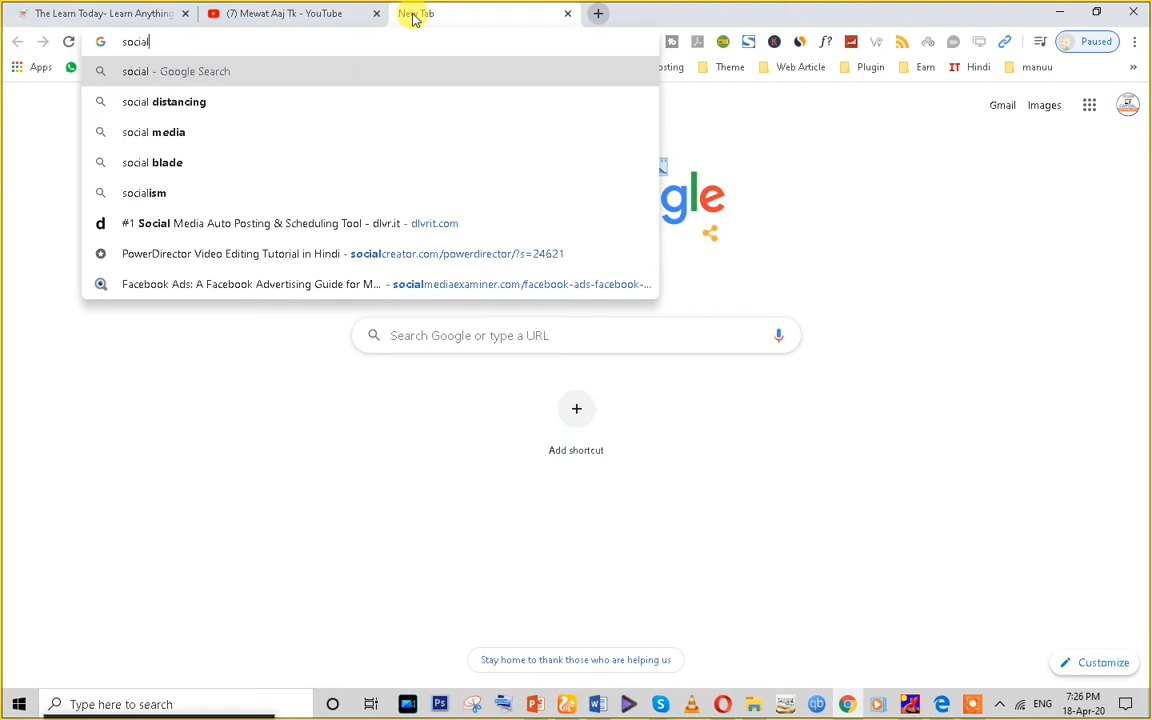 The Learn Today- Learn Anything
(7) Mewat Aaj Tk - YouTube
New Tab
social
Paused
Apps
osting
Theme
Web Article
Plugin
Earn
IT Hindi
manuu
»
social - Google Search
social distancing
social media
social blade
socialism
#1 Social Media Auto Posting & Scheduling Tool - dlvr.it - dlvrit.com
PowerDirector Video Editing Tutorial in Hindi - socialcreator.com/powerdirector/?s=24621
Facebook Ads: A Facebook Advertising Guide for M... - socialmediaexaminer.com/facebook-ads-facebook-...
Gmail
Images
gle
Search Google or type a URL
Add shortcut
Stay home to thank those who are helping us
Customize
Type here to search
ENG
7:26 PM
18-Apr-20